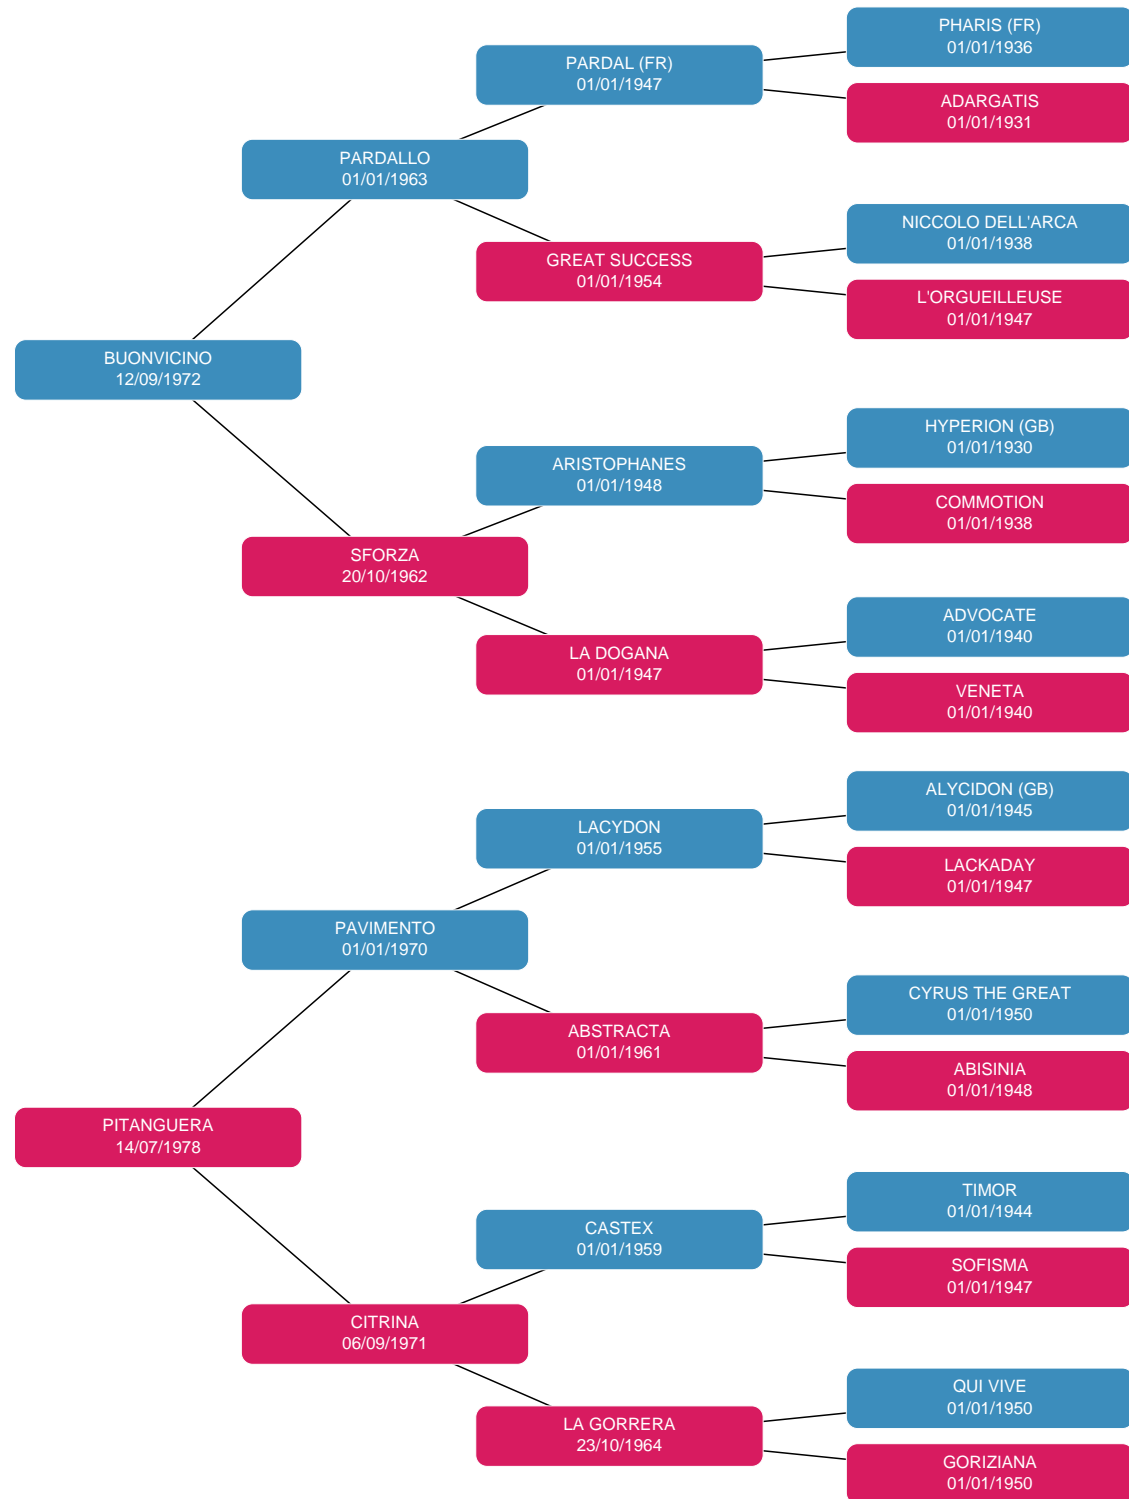 PHARIS (FR)
01/01/1936
PARDAL (FR)
01/01/1947
ADARGATIS
01/01/1931
PARDALLO
01/01/1963
NICCOLO DELL'ARCA
01/01/1938
GREAT SUCCESS
01/01/1954
L'ORGUEILLEUSE
01/01/1947
BUONVICINO
12/09/1972
HYPERION (GB)
01/01/1930
ARISTOPHANES
01/01/1948
COMMOTION
01/01/1938
SFORZA
20/10/1962
ADVOCATE
01/01/1940
LA DOGANA
01/01/1947
VENETA
01/01/1940
ALYCIDON (GB)
01/01/1945
LACYDON
01/01/1955
LACKADAY
01/01/1947
PAVIMENTO
01/01/1970
CYRUS THE GREAT
01/01/1950
ABSTRACTA
01/01/1961
ABISINIA
01/01/1948
PITANGUERA
14/07/1978
TIMOR
01/01/1944
CASTEX
01/01/1959
SOFISMA
01/01/1947
CITRINA
06/09/1971
QUI VIVE
01/01/1950
LA GORRERA
23/10/1964
GORIZIANA
01/01/1950